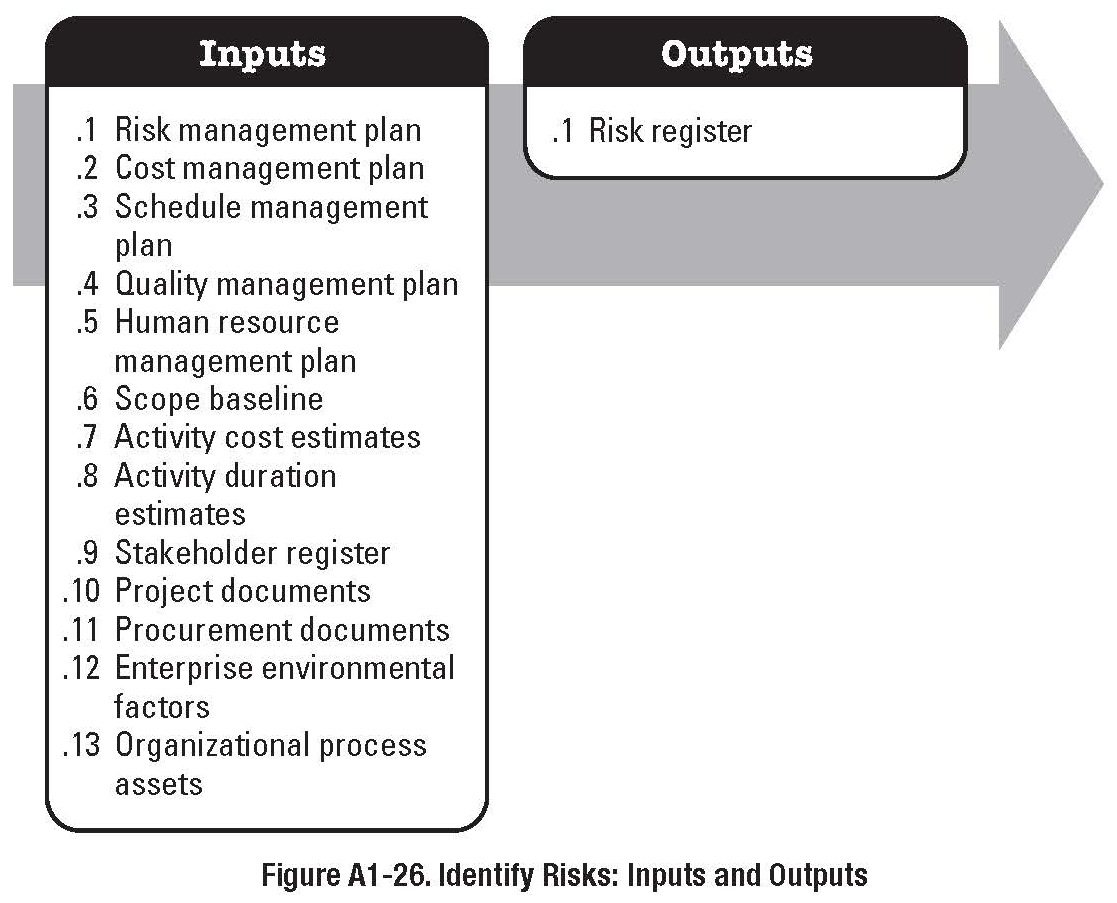 Inputs
.1 Risk management plan
.2 Cost management plan
.3 Schedule management
plan
.4 Quality management plan
.5 Human resource
management plan
.6 Scope baseline
.7 Activity cost estimates
.8 Activity duration
estimates
.9 Stakeholder register
.10 Project documents
.11 Procurement documents
.12 Enterprise environmental
factors
.13 Organizational process
assets
Outputs
.1 Risk register
Figure A1-26. Identify Risks: Inputs and Outputs